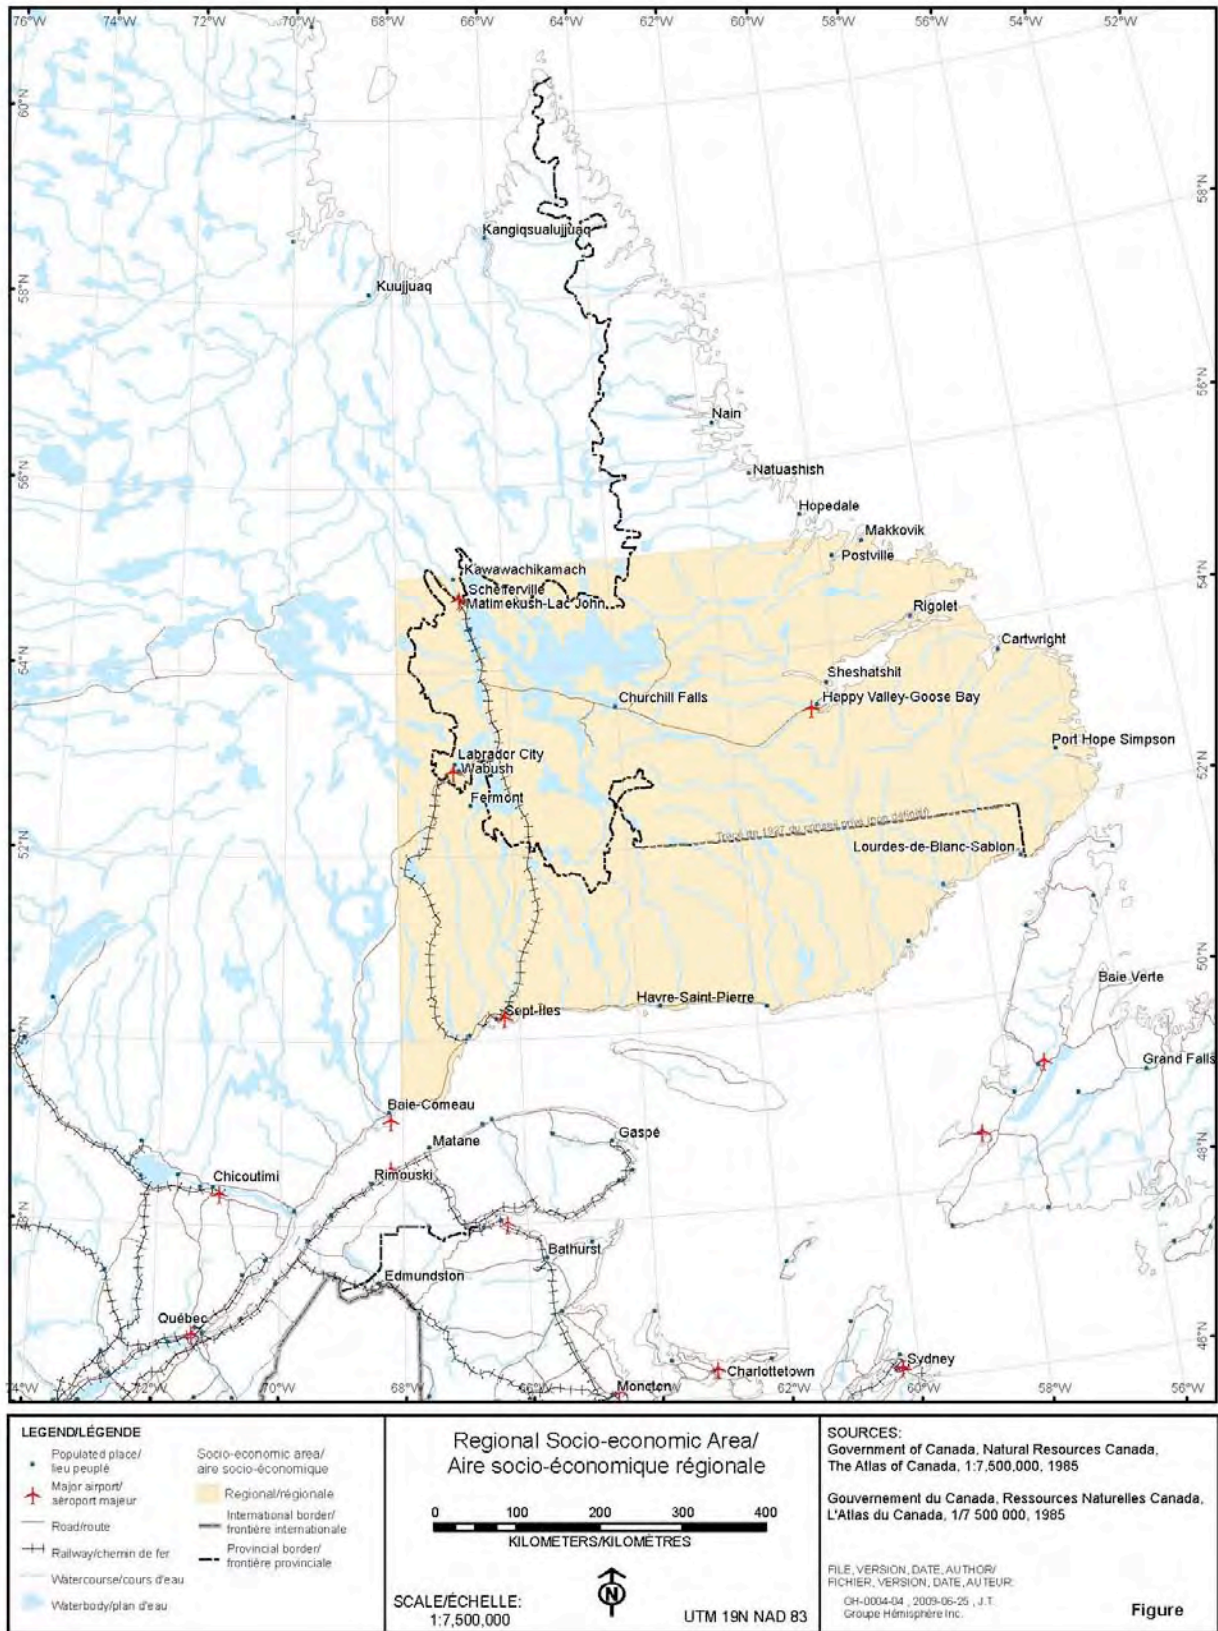 76°W
74°W
72°W
70°W
68°W
66°W
64°W
62°W
60°W
58°W
56°W
54°W
52°W
60°N
58°N
58°N
56°N
56°N
54°N
54°N
52°N
52°N
50°N
50°N
48°N
48°N
46°N
Kangiqsualujjuaq
Kuujjuaq
Nain
Natuashish
Hopedale
Makkovik
Postville
Kawawachikamach
Schefferville
Matimekush-Lac John
Rigolet
Cartwright
Sheshatshit
Churchill Falls
Happy Valley-Goose Bay
Port Hope Simpson
Labrador City
Wabush
Fermont
Tracé de 1927 du conseil privé (non définitif)
Lourdes-de-Blanc-Sablon
Baie Verte
Havre-Saint-Pierre
Sept-Îles
Grand Falls
Baie-Comeau
Gaspé
Matane
Rimouski
Chicoutimi
Bathurst
Edmundston
Québec
Sydney
Charlottetown
Moncton
74°W
72°W
70°W
68°W
66°W
62°W
60°W
58°W
56°W
LEGEND/LÉGENDE
Populated place/
lieu peuplé
Major airport/
aéroport majeur
Road/route
Railway/chemin de fer
Watercourse/cours d'eau
Waterbody/plan d'eau
Socio-economic area/
aire socio-économique
Regional/régionale
International border/
frontière internationale
Provincial border/
frontière provinciale
Regional Socio-economic Area/
Aire socio-économique régionale
0 100 200 300 400
KILOMETERS/KILOMÈTRES
N
SCALE/ÉCHELLE:
1:7,500,000
UTM 19N NAD 83
SOURCES:
Government of Canada, Natural Resources Canada,
The Atlas of Canada, 1:7,500,000, 1985
Gouvernement du Canada, Ressources Naturelles Canada,
L'Atlas du Canada, 1/7 500 000, 1985
FILE, VERSION, DATE, AUTHOR/
FICHIER, VERSION, DATE, AUTEUR:
OH-0004-04 , 2009-06-25 , J.T.
Groupe Hémisphère Inc.
Figure